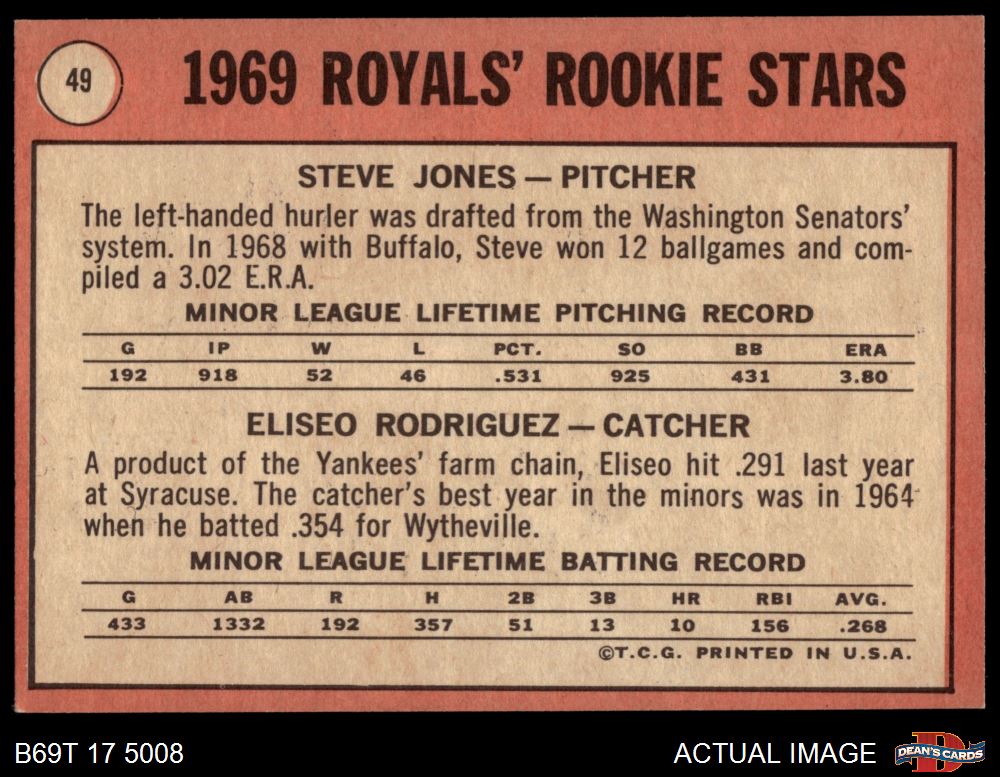 49
1969 ROYALS' ROOKIE STARS
STEVE JONES — PITCHER
The left-handed hurler was drafted from the Washington Senators'
system. In 1968 with Buffalo, Steve won 12 ballgames and com-
piled a 3.02 E.R.A.
MINOR LEAGUE LIFETIME PITCHING RECORD
G IP W L PCT. SO BB ERA
192 918 52 46 .531 925 431 3.80
ELISEO RODRIGUEZ — CATCHER
A product of the Yankees' farm chain, Eliseo hit .291 last year
at Syracuse. The catcher's best year in the minors was in 1964
when he batted .354 for Wytheville.
MINOR LEAGUE LIFETIME BATTING RECORD
G AB R H 2B 3B HR RBI AVG.
433 1332 192 357 51 13 10 156 .268
©T.C.G. PRINTED IN U.S.A.
B69T 17 5008
ACTUAL IMAGE
D
DEAN'S CARDS